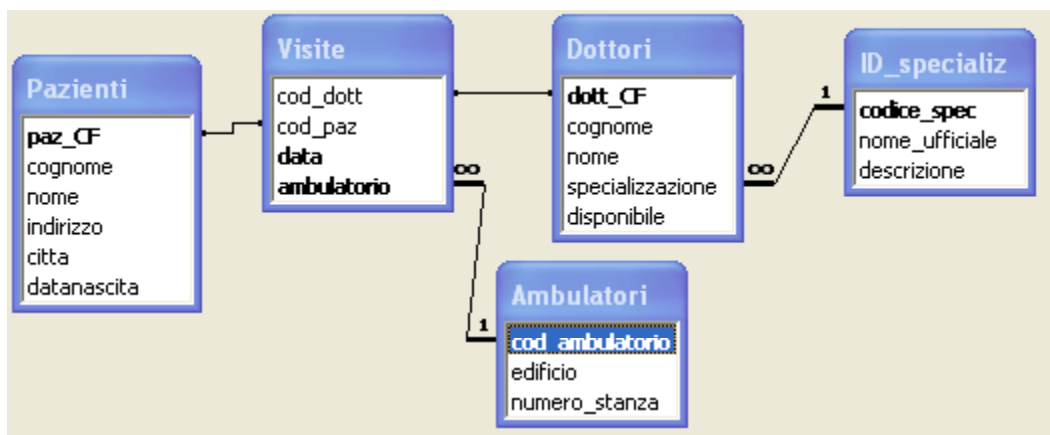 Pazienti
paz_CF
cognome
nome
indirizzo
citta
datanascita
Visite
cod_dott
cod_paz
data
ambulatorio
∞
Dottori
dott_CF
cognome
nome
specializzazione
disponibile
∞
1
ID_specializ
codice_spec
nome_ufficiale
descrizione
1
Ambulatori
cod_ambulatorio
edificio
numero_stanza